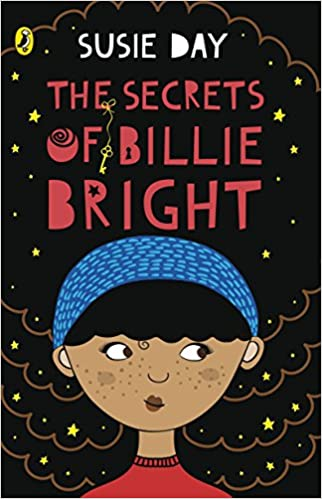 SUSIE DAY
THE SECRETS
OF BILLIE
BRIGHT